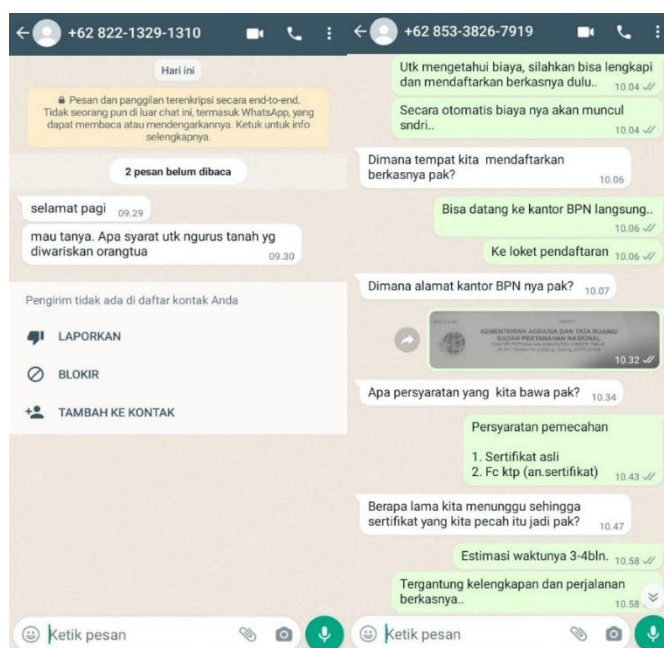 +62 822-1329-1310
Hari ini
Pesan dan panggilan terenkripsi secara end-to-end.
Tidak seorang pun di luar chat ini, termasuk WhatsApp, yang
dapat membaca atau mendengarkannya. Ketuk untuk info
selengkapnya.
2 pesan belum dibaca
selamat pagi 09.29
mau tanya. Apa syarat utk ngurus tanah yg
diwariskan orangtua 09.30
Pengirim tidak ada di daftar kontak Anda
LAPORKAN
BLOKIR
TAMBAH KE KONTAK
Ketik pesan
+62 853-3826-7919
Utk mengetahui biaya, silahkan bisa lengkapi
dan mendaftarkan berkasnya dulu.. 10.04
Secara otomatis biaya nya akan muncul
sndri.. 10.04
Dimana tempat kita mendaftarkan
berkasnya pak? 10.06
Bisa datang ke kantor BPN langsung..
10.06
Ke loket pendaftaran 10.06
Dimana alamat kantor BPN nya pak? 10.07
KEMENTERIAN AGRARIA DAN TATA RUANG/
BADAN PERTANAHAN NASIONAL
10.32
Apa persyaratan yang kita bawa pak? 10.34
Persyaratan pemecahan
1. Sertifikat asli
2. Fc ktp (an.sertifikat) 10.43
Berapa lama kita menunggu sehingga
sertifikat yang kita pecah itu jadi pak? 10.47
Estimasi waktunya 3-4bln. 10.58
Tergantung kelengkapan dan perjalanan
berkasnya.. 10.58
Ketik pesan